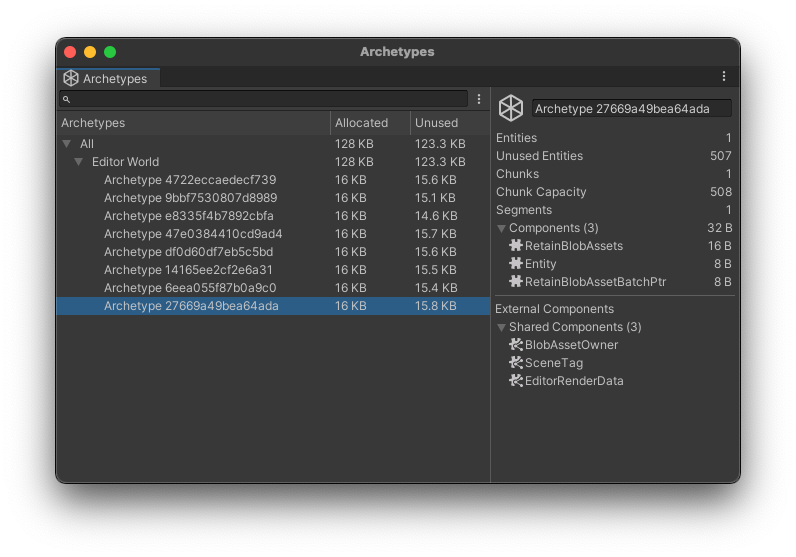 Archetypes
Archetypes
Archetypes Allocated Unused
All 128 KB 123.3 KB
Editor World 128 KB 123.3 KB
Archetype 4722eccaedecf739 16 KB 15.6 KB
Archetype 9bbf7530807d8989 16 KB 15.1 KB
Archetype e8335f4b7892cbfa 16 KB 14.6 KB
Archetype 47e0384410cd9ad4 16 KB 15.7 KB
Archetype df0d60df7eb5c5bd 16 KB 15.6 KB
Archetype 14165ee2cf2e6a31 16 KB 15.5 KB
Archetype 6eea055f87b0a9c0 16 KB 15.4 KB
Archetype 27669a49bea64ada 16 KB 15.8 KB
Archetype 27669a49bea64ada
Entities 1
Unused Entities 507
Chunks 1
Chunk Capacity 508
Segments 1
Components (3) 32 B
RetainBlobAssets 16 B
Entity 8 B
RetainBlobAssetBatchPtr 8 B
External Components
Shared Components (3)
BlobAssetOwner
SceneTag
EditorRenderData